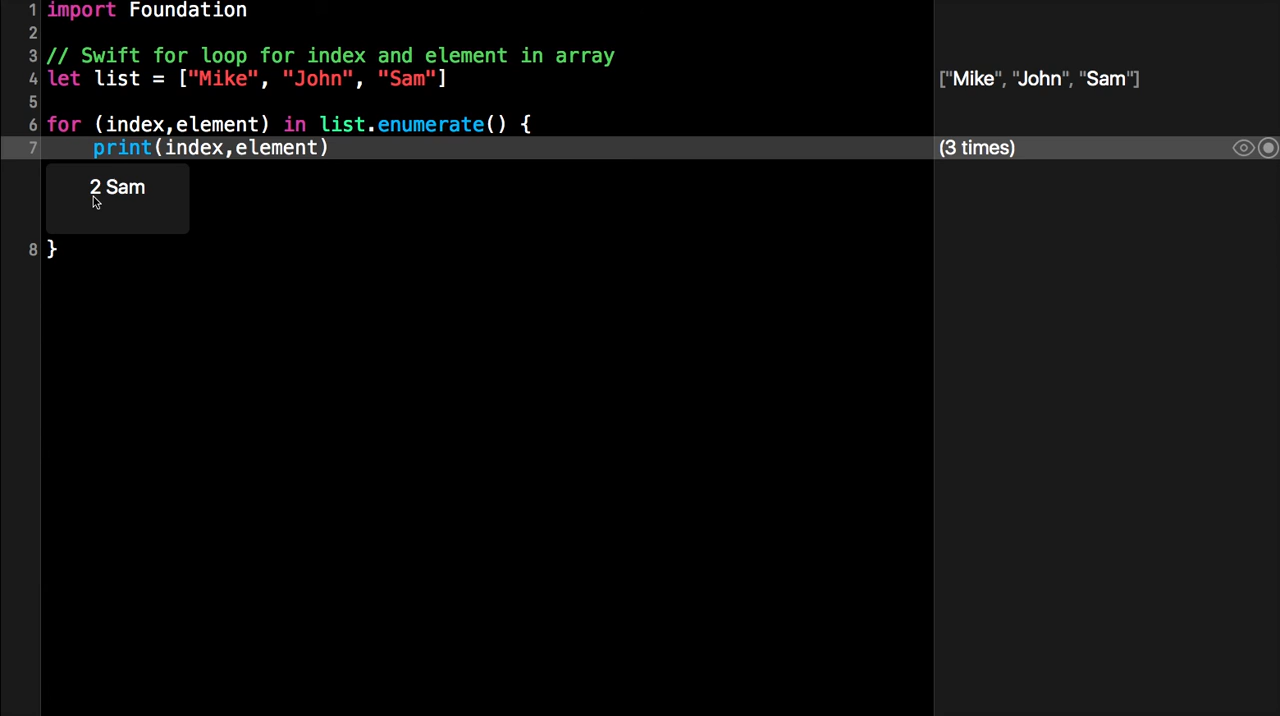 1 import Foundation
2
3 // Swift for loop for index and element in array
4 let list = ["Mike", "John", "Sam"] ["Mike", "John", "Sam"]
5
6 for (index,element) in list.enumerate() {
7     print(index,element) (3 times)
2 Sam
8 }